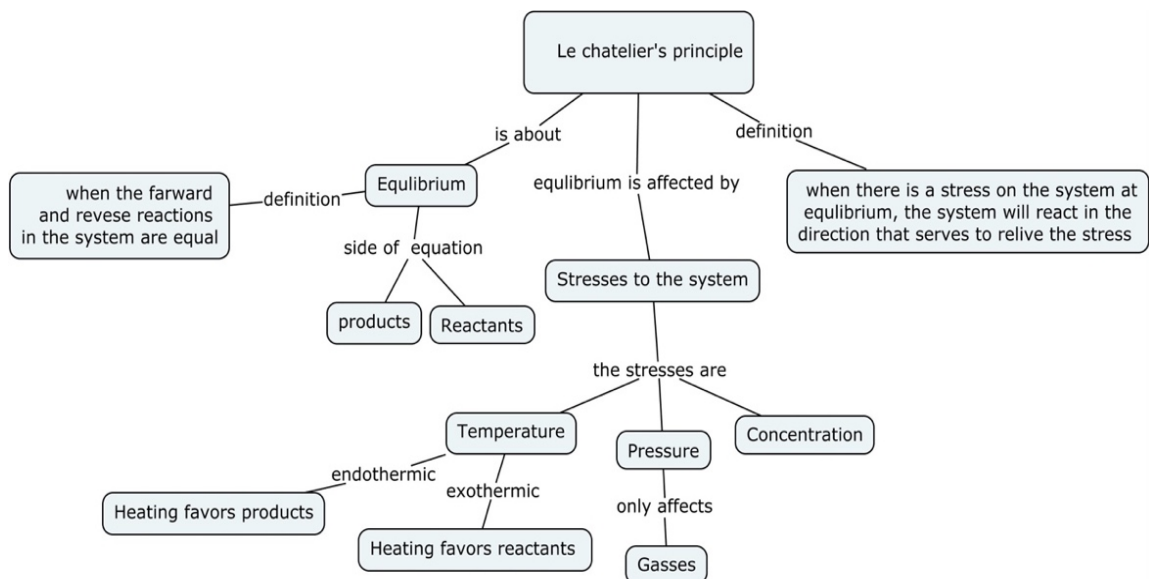 Le chatelier's principle
is about
definition
equlibrium is affected by
Equlibrium
definition
when the farward
and revese reactions
in the system are equal
when there is a stress on the system at
equlibrium, the system will react in the
direction that serves to relive the stress
side of equation
products
Reactants
Stresses to the system
the stresses are
Temperature
Pressure
Concentration
endothermic
exothermic
only affects
Heating favors products
Heating favors reactants
Gasses